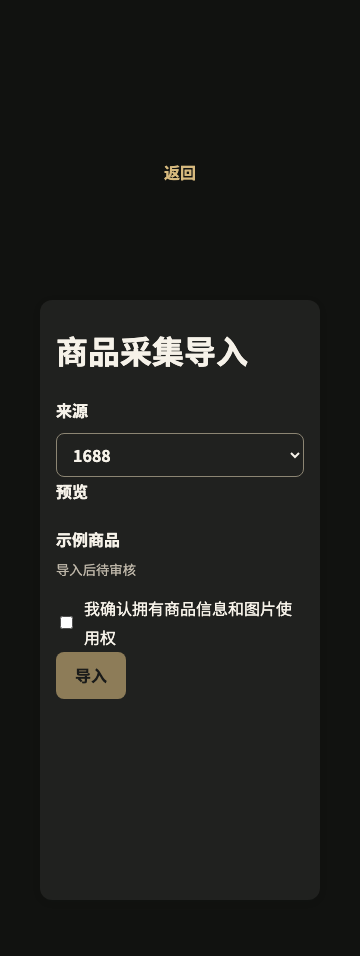 返回
商品采集导入
来源
1688
预览
示例商品
导入后待审核
我确认拥有商品信息和图片使
用权
导入